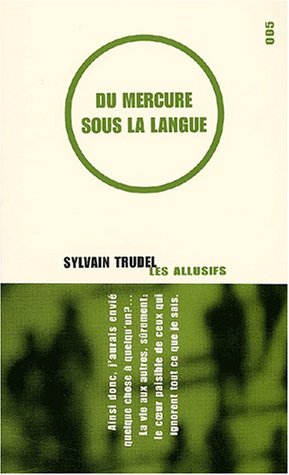 005
DU MERCURE
SOUS LA LANGUE
SYLVAIN TRUDEL
LES ALLUSIFS
Ainsi donc, j'aurais envié
quelque chose à quelqu'un?...
La vie aux autres, sûrement;
le cœur paisible de ceux qui
ignorent tout ce que je sais.